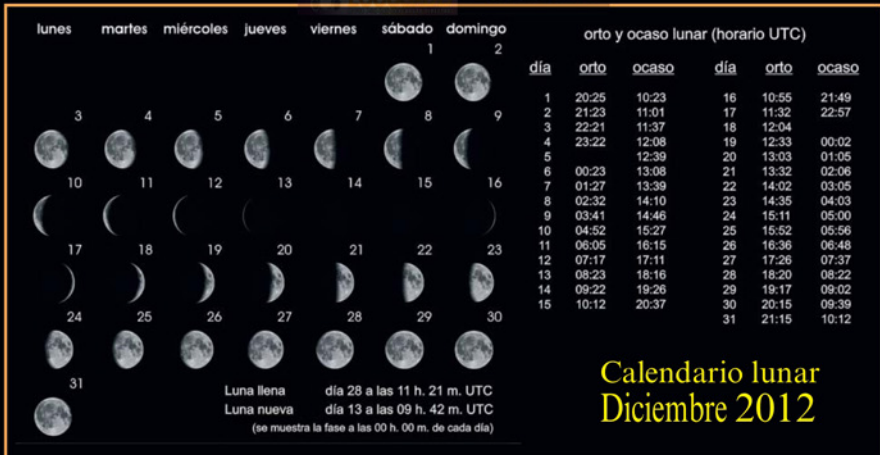 lunes martes miércoles jueves viernes sábado domingo
1 2
3 4 5 6 7 8 9
10 11 12 13 14 15 16
17 18 19 20 21 22 23
24 25 26 27 28 29 30
31
Luna llena día 28 a las 11 h. 21 m. UTC
Luna nueva día 13 a las 09 h. 42 m. UTC
(se muestra la fase a las 00 h. 00 m. de cada día)
orto y ocaso lunar (horario UTC)
día orto ocaso día orto ocaso
1 20:25 10:23 16 10:55 21:49
2 21:23 11:01 17 11:32 22:57
3 22:21 11:37 18 12:04
4 23:22 12:08 19 12:33 00:02
5 12:39 20 13:03 01:05
6 00:23 13:08 21 13:32 02:06
7 01:27 13:39 22 14:02 03:05
8 02:32 14:10 23 14:35 04:03
9 03:41 14:46 24 15:11 05:00
10 04:52 15:27 25 15:52 05:56
11 06:05 16:15 26 16:36 06:48
12 07:17 17:11 27 17:26 07:37
13 08:23 18:16 28 18:20 08:22
14 09:22 19:26 29 19:17 09:02
15 10:12 20:37 30 20:15 09:39
31 21:15 10:12
Calendario lunar
Diciembre 2012